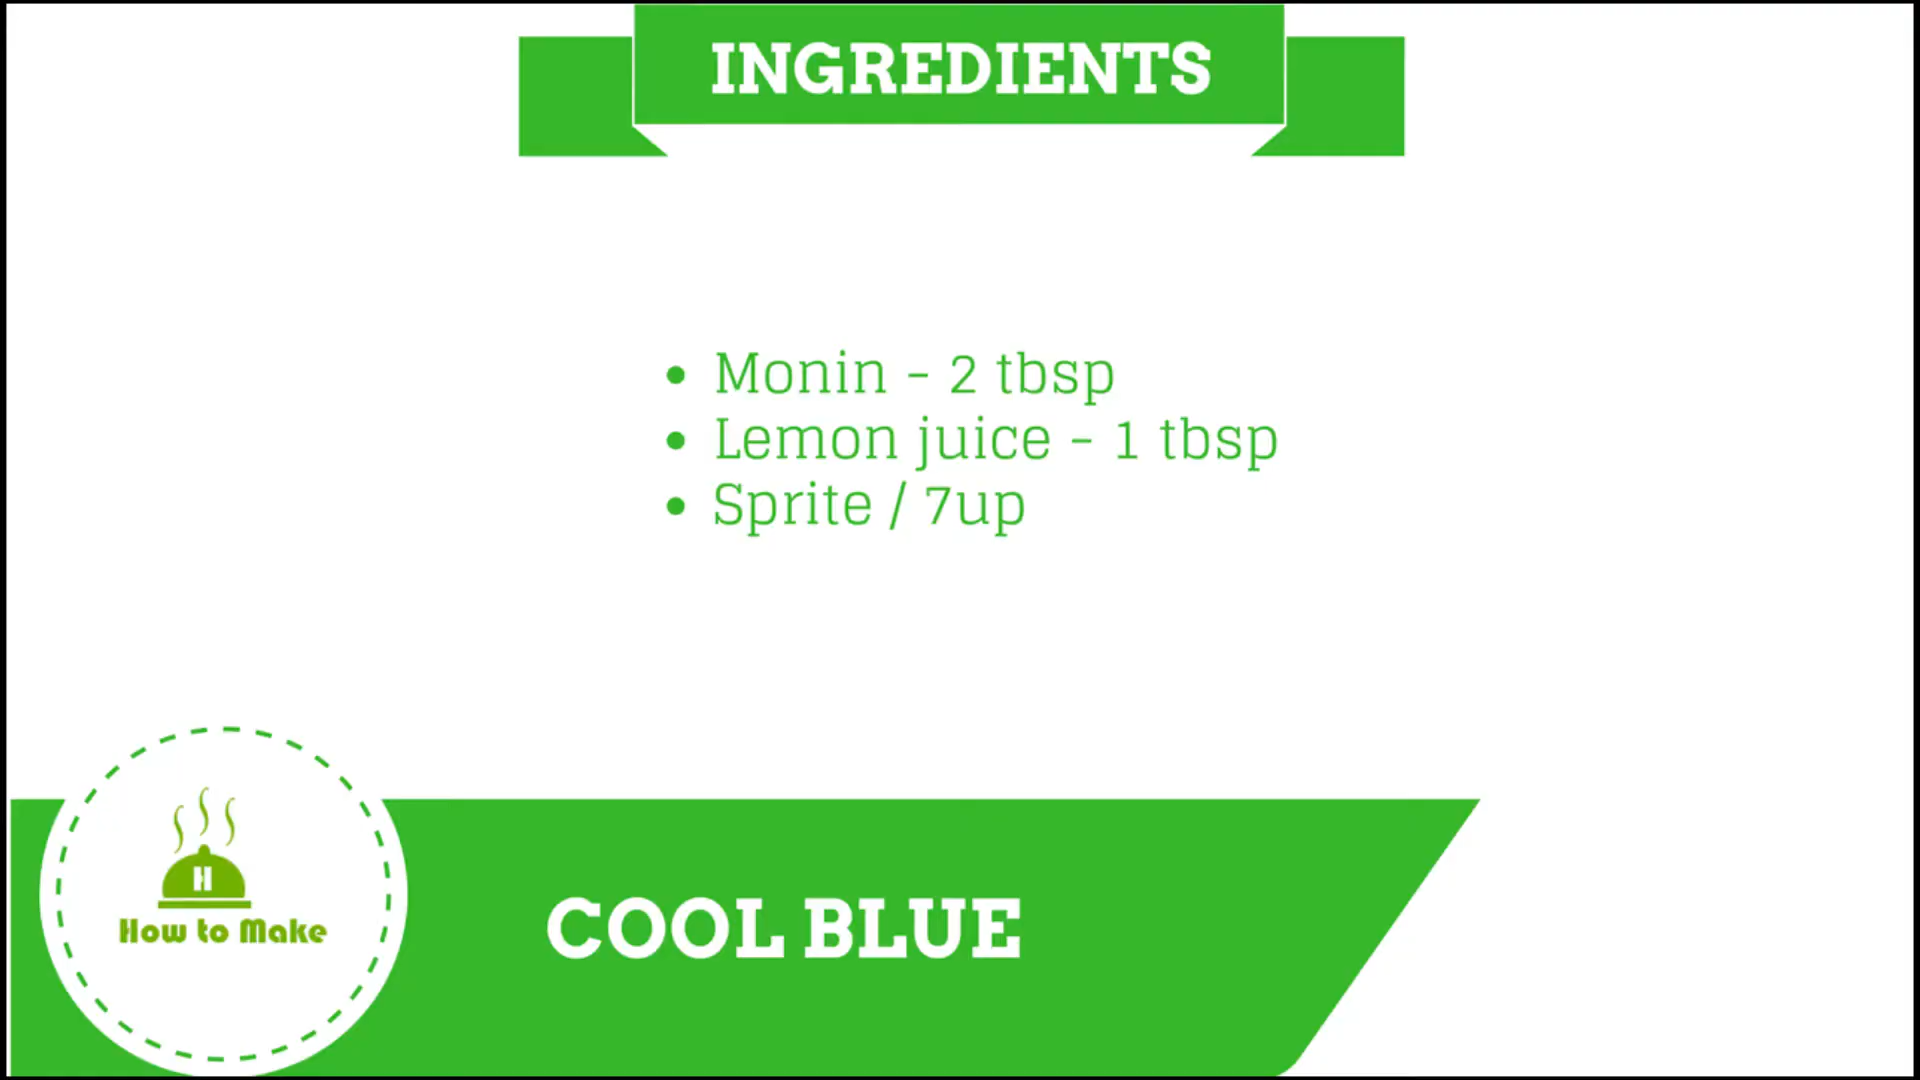 INGREDIENTS
• Monin – 2 tbsp
• Lemon juice – 1 tbsp
• Sprite / 7up
H
How to Make
COOL BLUE